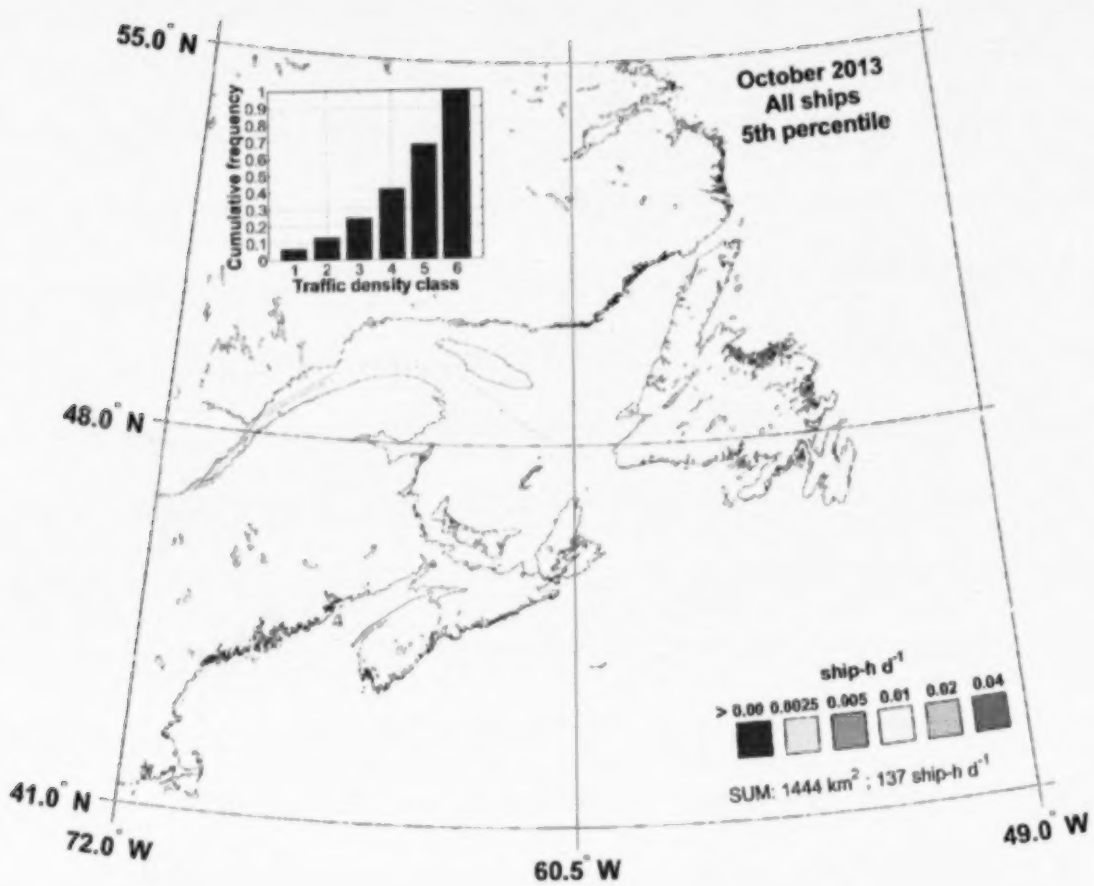 55.0° N
October 2013
All ships
5th percentile
Cumulative frequency
1
0.9
0.8
0.7
0.6
0.5
0.4
0.3
0.2
0.1
0
1 2 3 4 5 6
Traffic density class
48.0° N
ship-h d⁻¹
> 0.00 0.0025 0.005 0.01 0.02 0.04
SUM: 1444 km² ; 137 ship-h d⁻¹
41.0° N
72.0° W
60.5° W
49.0° W